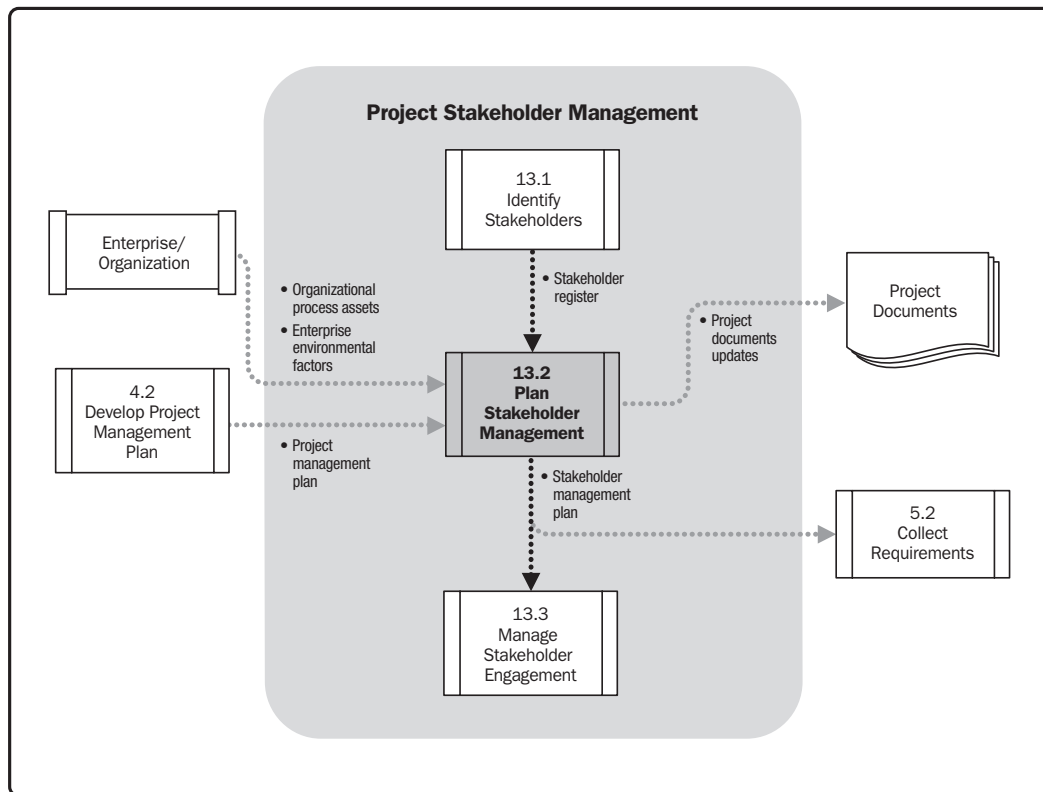 Project Stakeholder Management
13.1
Identify
Stakeholders
Enterprise/
Organization
• Organizational
process assets
• Enterprise
environmental
factors
• Stakeholder
register
Project
Documents
• Project
documents
updates
4.2
Develop Project
Management
Plan
13.2
Plan
Stakeholder
Management
• Project
management
plan
• Stakeholder
management
plan
5.2
Collect
Requirements
13.3
Manage
Stakeholder
Engagement